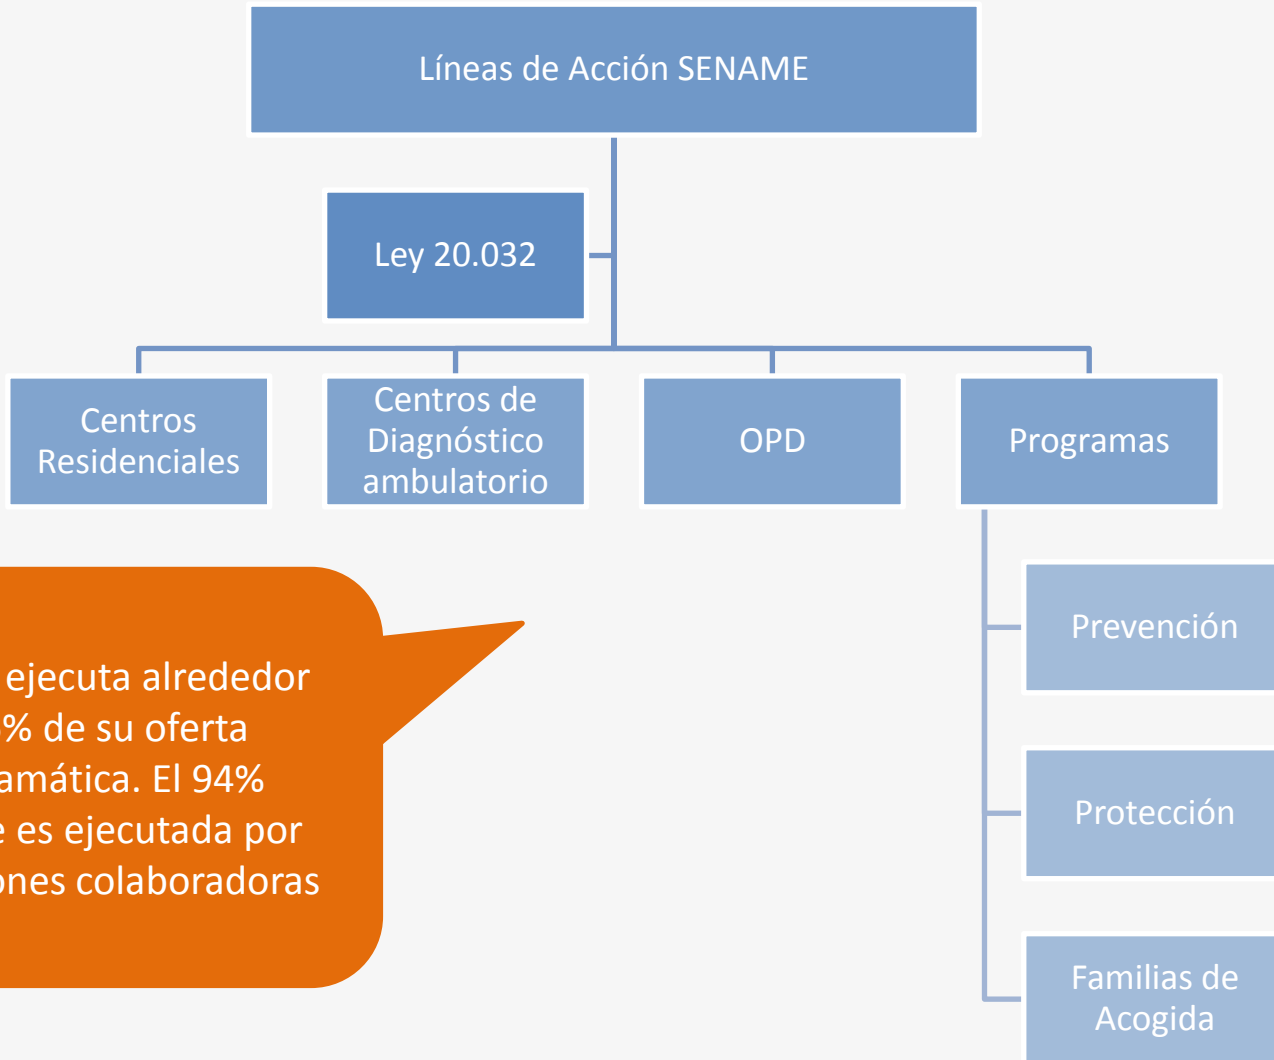 Líneas de Acción SENAME
Ley 20.032
Centros
Residenciales
Centros de
Diagnóstico
ambulatorio
OPD
Programas
Prevención
Protección
Familias de
Acogida
ejecuta alrededor
% de su oferta
amática. El 94%
es ejecutada por
ones colaboradoras